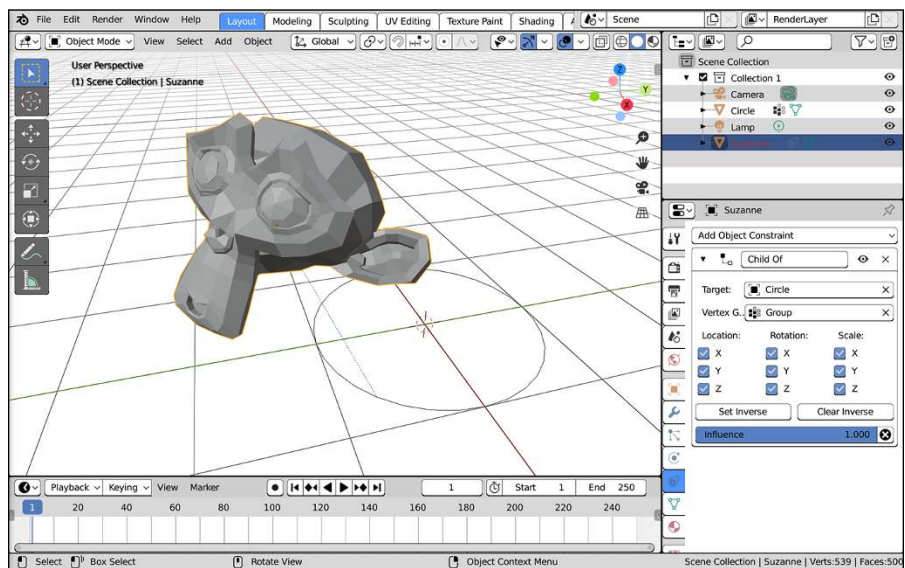 File Edit Render Window Help Layout Modeling Sculpting UV Editing Texture Paint Shading Scene RenderLayer
Object Mode View Select Add Object Global
User Perspective
(1) Scene Collection | Suzanne
Z
Y
X
Scene Collection
Collection 1
Camera
Circle
Lamp
Suzanne
Add Object Constraint
Child Of
Target: Circle
Vertex G.. Group
Location: Rotation: Scale:
X X X
Y Y Y
Z Z Z
Set Inverse Clear Inverse
Influence 1.000
Playback Keying View Marker 1 Start 1 End 250
1 20 40 60 80 100 120 140 160 180 200 220 240
Select Box Select Rotate View Object Context Menu Scene Collection | Suzanne | Verts:539 | Faces:500